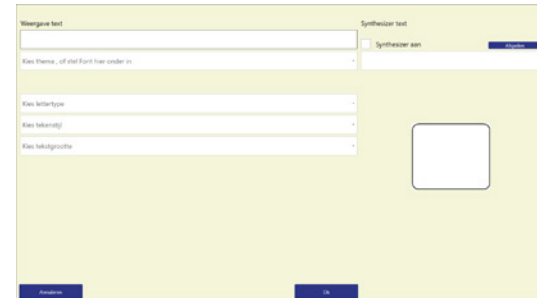 Weergave text
Synthesizer text
Synthesizer aan
Afspelen
Kies thema , of stel Font hier onder in
Kies lettertype
Kies tekenstijl
Kies tekstgrootte
Annuleren
Ok